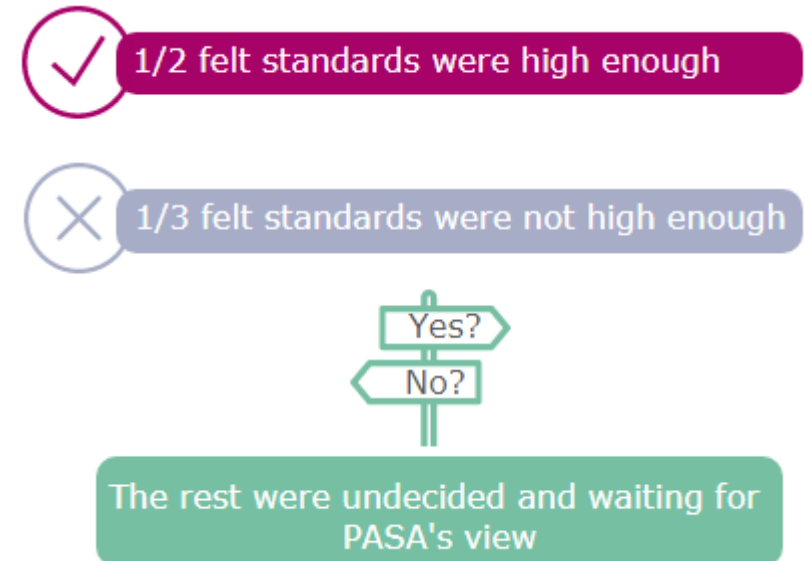 1/2 felt standards were high enough
1/3 felt standards were not high enough
Yes?
No?
The rest were undecided and waiting for
PASA's view